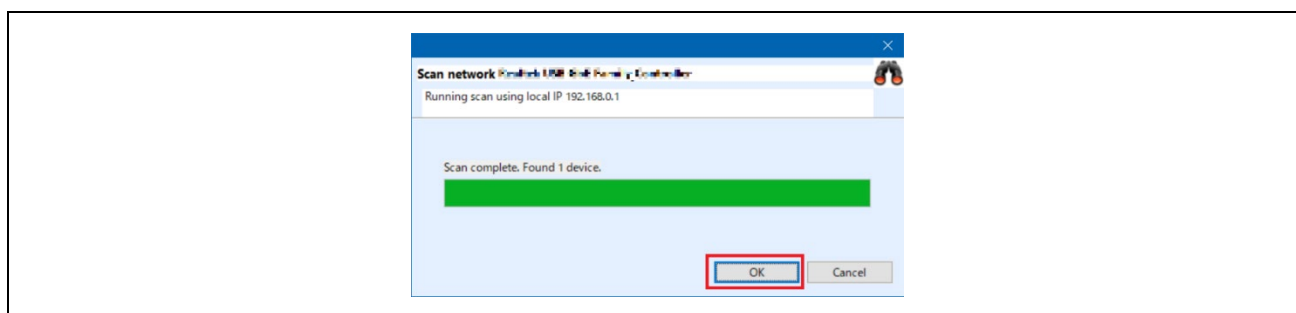 Scan network
Running scan using local IP 192.168.0.1
Scan complete. Found 1 device.
OK Cancel